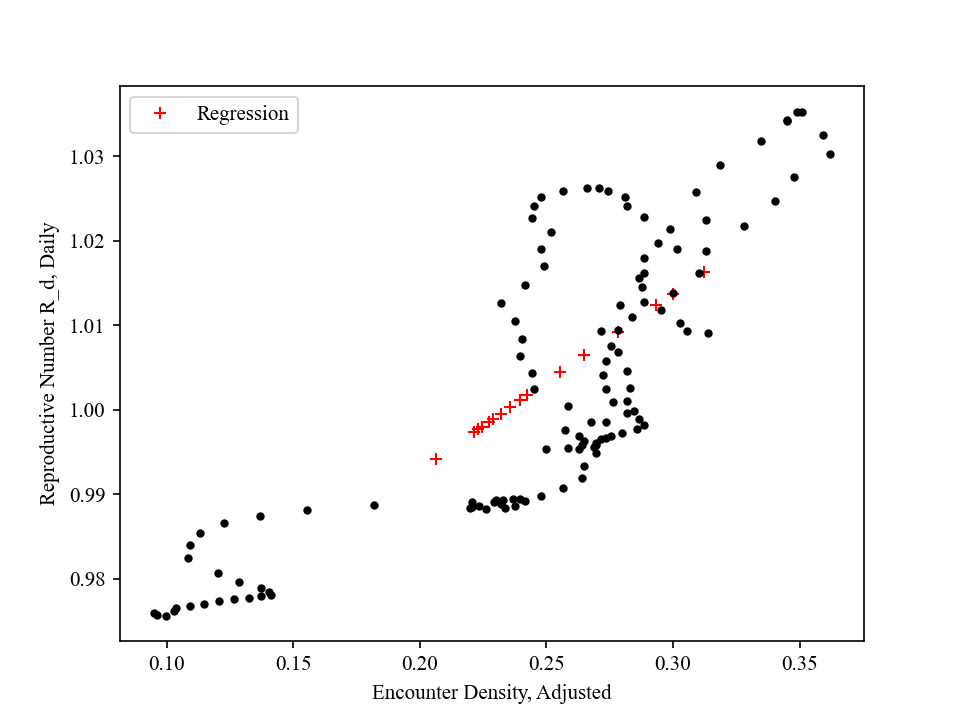 Regression
1.03
1.02
1.01
1.00
0.99
0.98
Reproductive Number R_d, Daily
0.10 0.15 0.20 0.25 0.30 0.35
Encounter Density, Adjusted